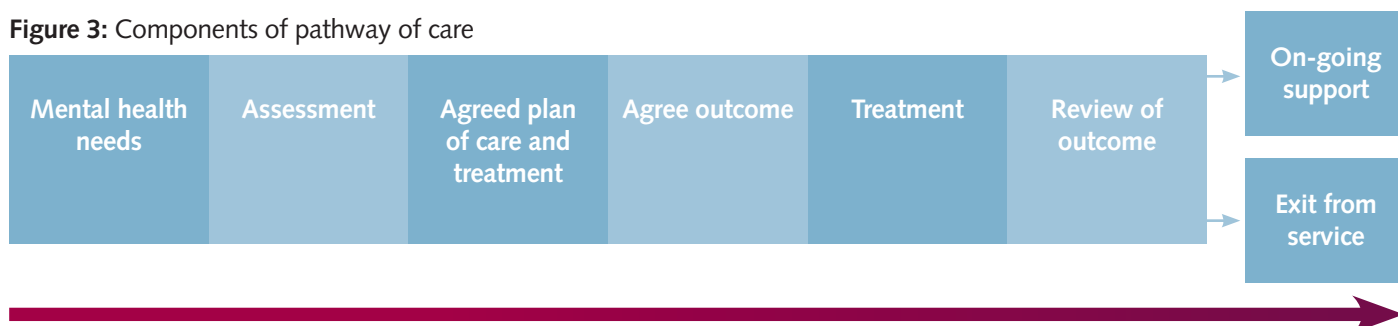 Figure 3: Components of pathway of care
Mental health
needs
Assessment
Agreed plan
of care and
treatment
Agree outcome
Treatment
Review of
outcome
On-going
support
Exit from
service